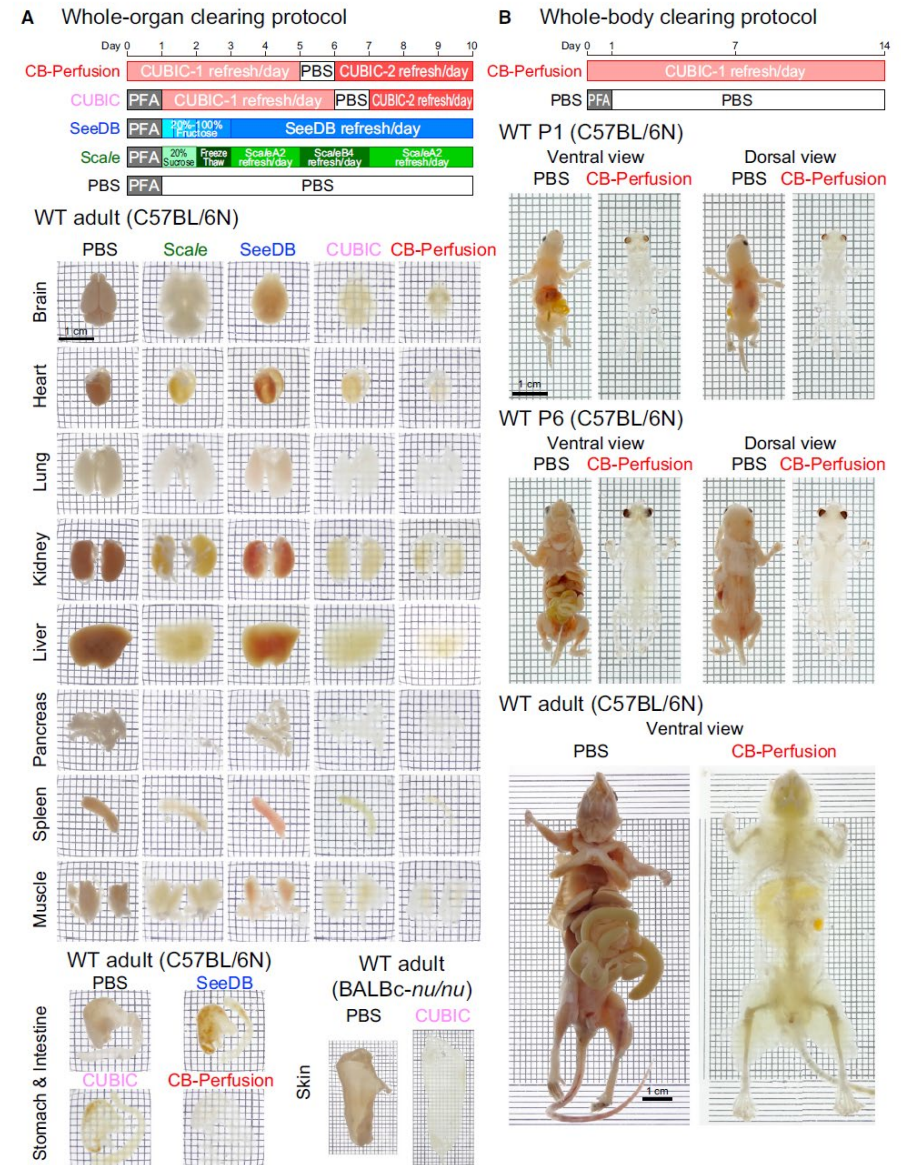 A Whole-organ clearing protocol
Day 0 1 2 3 4 5 6 7 8 9 10
CB-Perfusion CUBIC-1 refresh/day PBS CUBIC-2 refresh/day
CUBIC PFA CUBIC-1 refresh/day PBS CUBIC-2 refresh/day
SeeDB PFA 20%-100% Fructose SeeDB refresh/day
Scale PFA 20% Sucrose Freeze Thaw ScaleA2 refresh/day ScaleB4 refresh/day ScaleA2 refresh/day
PBS PFA PBS
WT adult (C57BL/6N)
PBS Scale SeeDB CUBIC CB-Perfusion
Brain
1 cm
Heart
Lung
Kidney
Liver
Pancreas
Spleen
Muscle
WT adult (C57BL/6N)
PBS SeeDB
CUBIC CB-Perfusion
Stomach & Intestine
WT adult
(BALBc-nu/nu)
PBS CUBIC
Skin
B Whole-body clearing protocol
Day 0 1 7 14
CB-Perfusion CUBIC-1 refresh/day
PBS PFA PBS
WT P1 (C57BL/6N)
Ventral view Dorsal view
PBS CB-Perfusion PBS CB-Perfusion
1 cm
WT P6 (C57BL/6N)
Ventral view Dorsal view
PBS CB-Perfusion PBS CB-Perfusion
WT adult (C57BL/6N)
Ventral view
PBS CB-Perfusion
1 cm